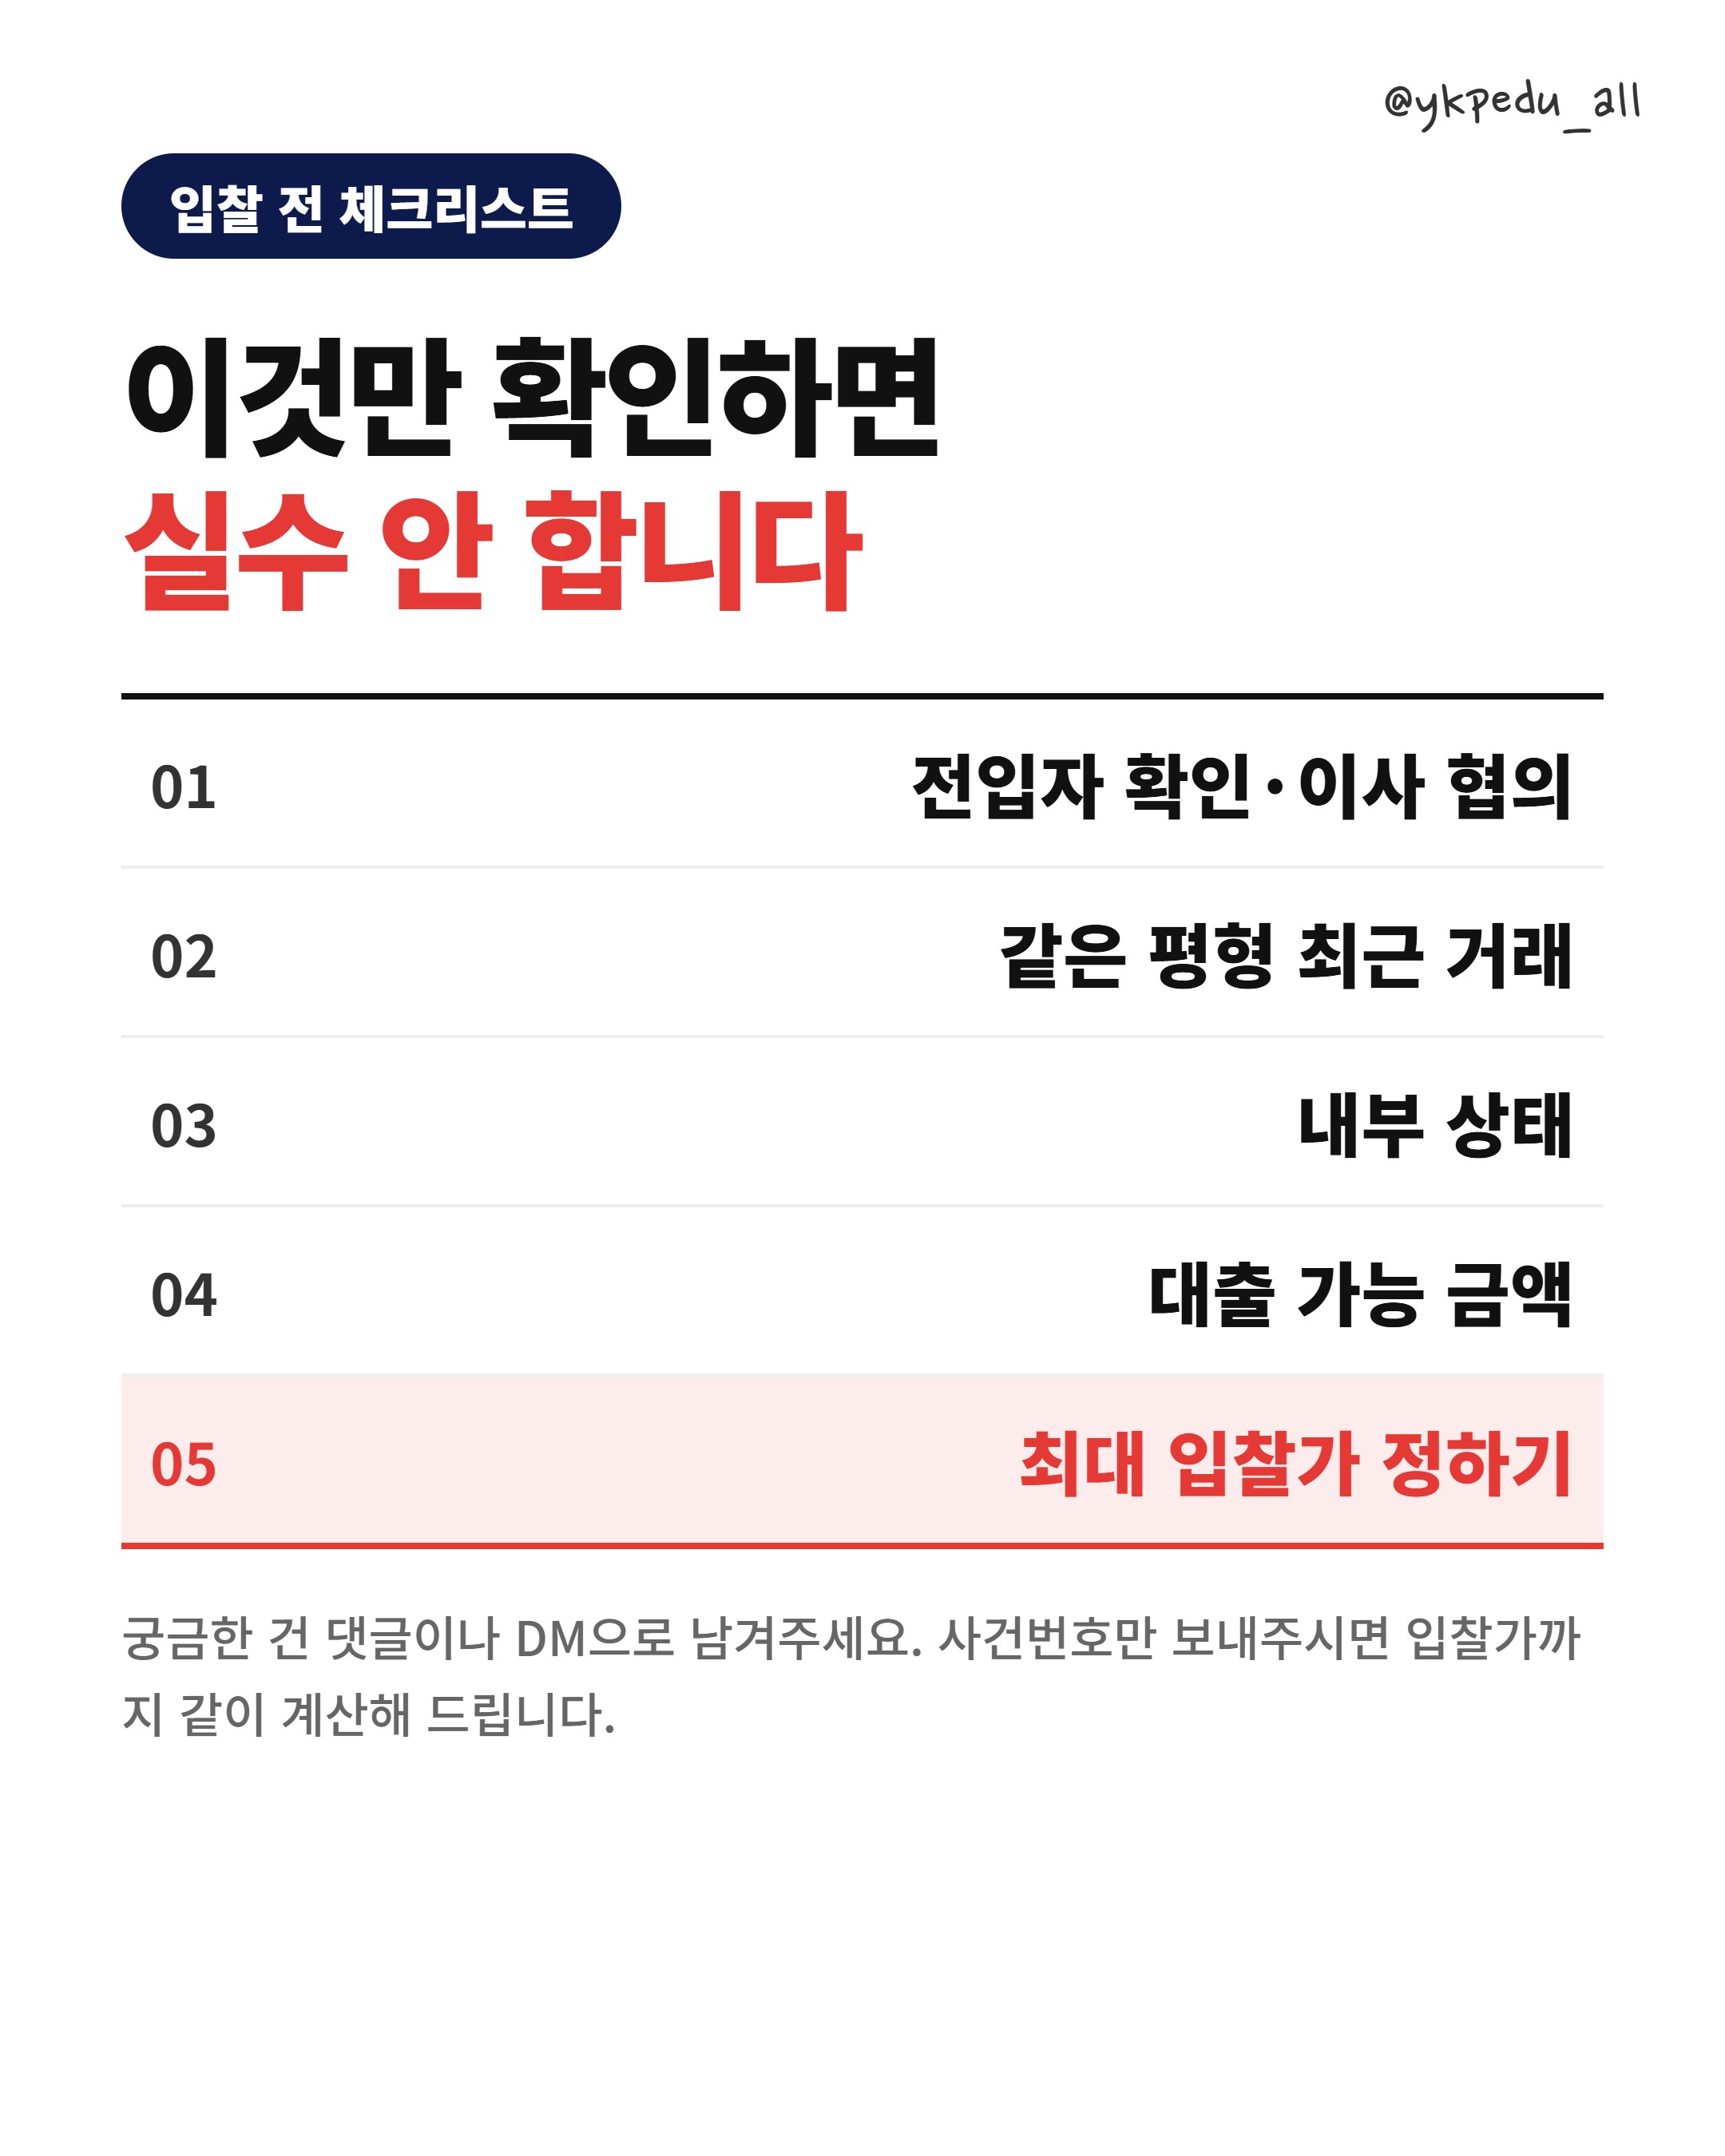 @ykpedu_all
입찰 전 체크리스트
이것만 확인하면
실수 안 합니다
01 전입자 확인·이사 협의
02 같은 평형 최근 거래
03 내부 상태
04 대출 가능 금액
05 최대 입찰가 정하기
궁금한 건 댓글이나 DM으로 남겨주세요. 사건번호만 보내주시면 입찰가까
지 같이 계산해 드립니다.